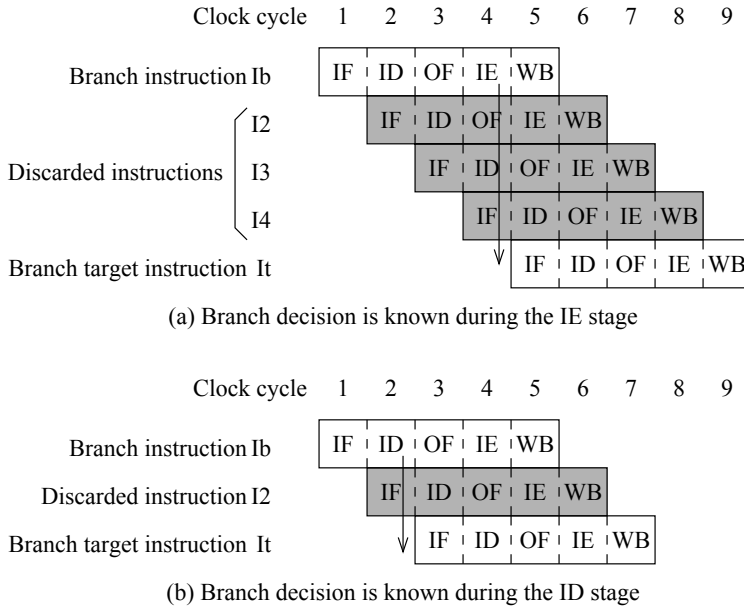 Clock cycle 1 2 3 4 5 6 7 8 9
Branch instruction Ib IF ID OF IE WB
I2 IF ID OF IE WB
Discarded instructions I3 IF ID OF IE WB
I4 IF ID OF IE WB
Branch target instruction It IF ID OF IE WB
(a) Branch decision is known during the IE stage
Clock cycle 1 2 3 4 5 6 7 8 9
Branch instruction Ib IF ID OF IE WB
Discarded instruction I2 IF ID OF IE WB
Branch target instruction It IF ID OF IE WB
(b) Branch decision is known during the ID stage